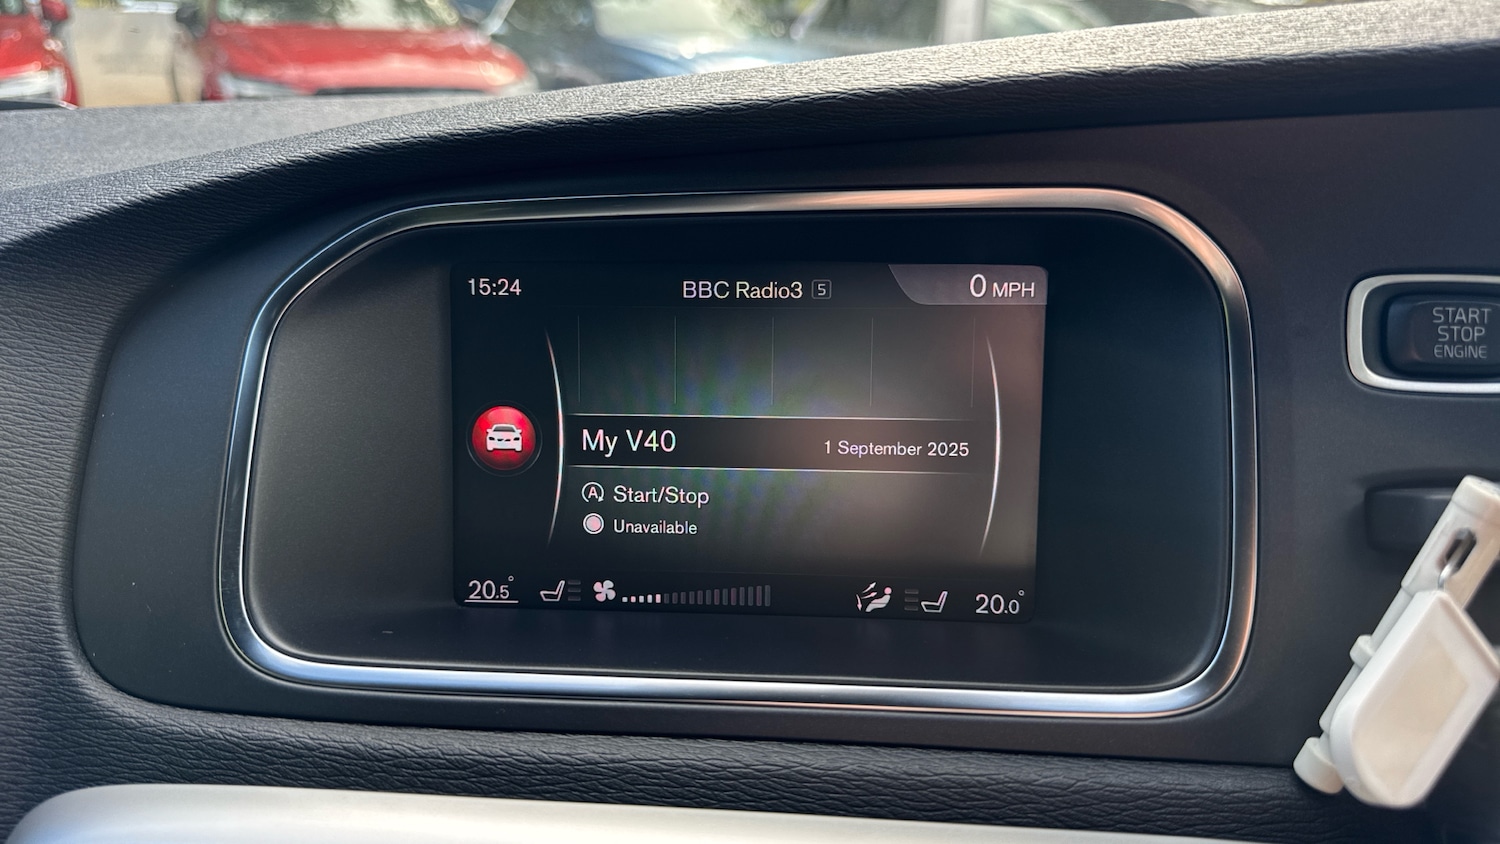 15:24
BBC Radio3 5
0 MPH
START
STOP
ENGINE
My V40
1 September 2025
A Start/Stop
Unavailable
20.5°
20.0°